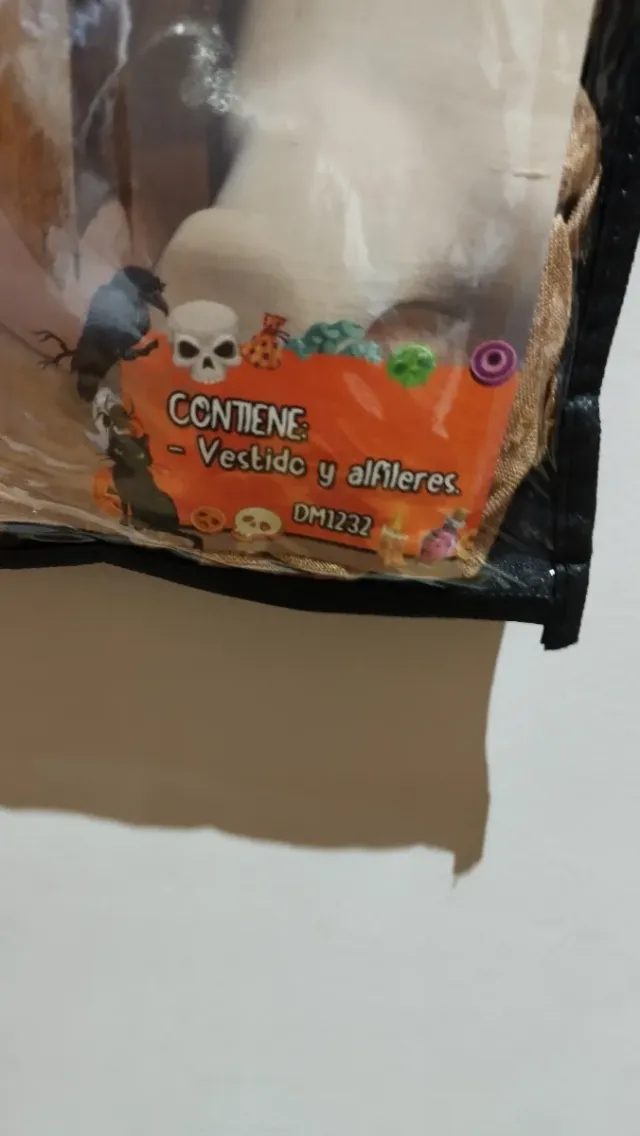 CONTIENE:
- Vestido y alfileres.
DM1232